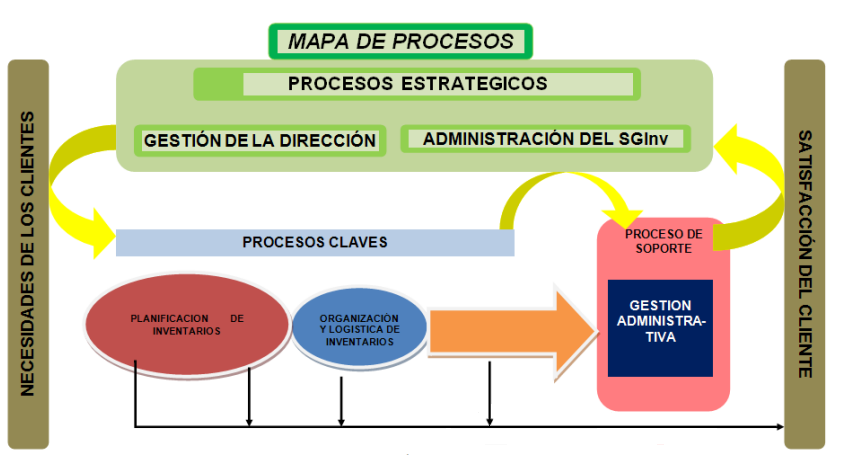 MAPA DE PROCESOS
PROCESOS ESTRATEGICOS
GESTIÓN DE LA DIRECCIÓN
ADMINISTRACIÓN DEL SGInv
NECESIDADES DE LOS CLIENTES
PROCESOS CLAVES
PLANIFICACION DE
INVENTARIOS
ORGANIZACIÓN
Y LOGISTICA DE
INVENTARIOS
PROCESO DE
SOPORTE
GESTION
ADMINISTRA-
TIVA
SATISFACCIÓN DEL CLIENTE